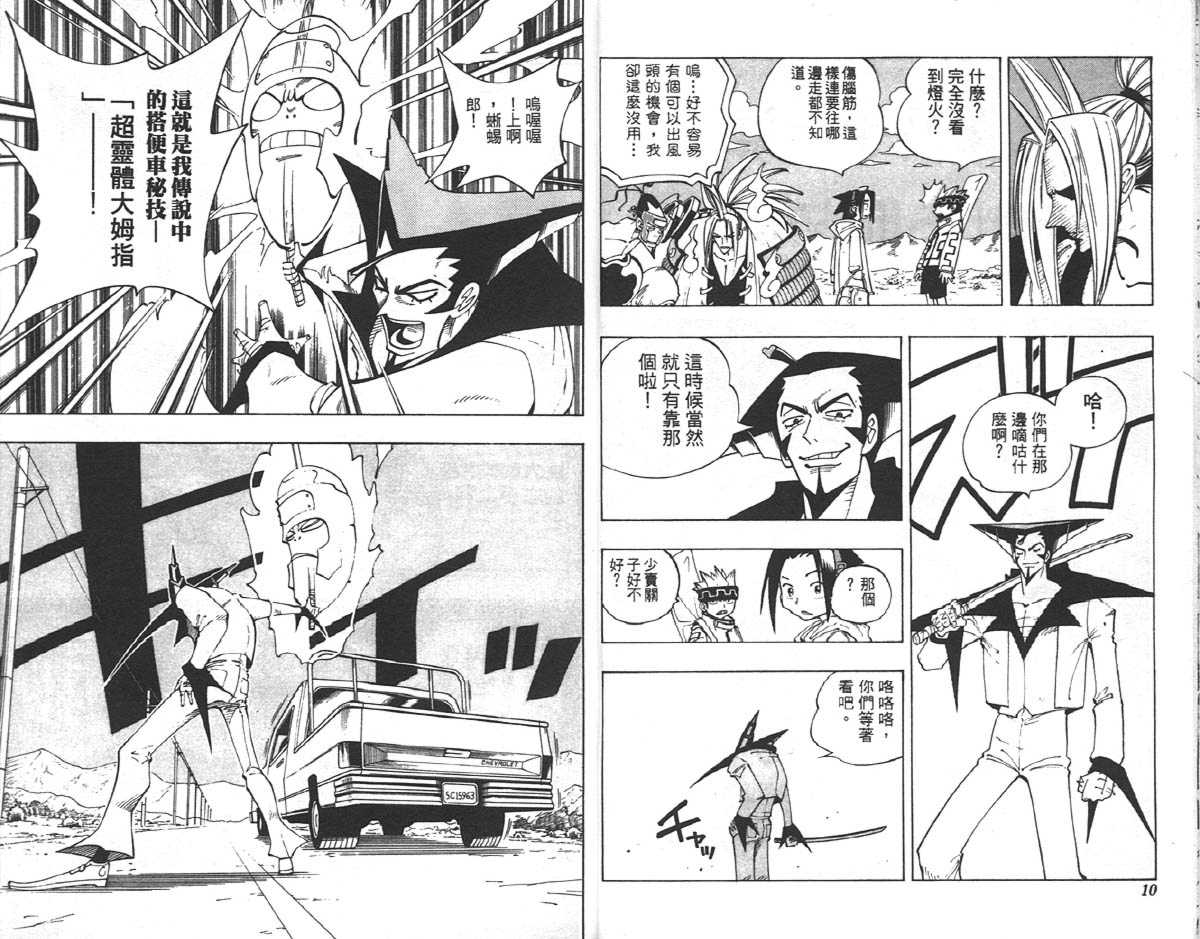 什麼?
完全沒看
到燈火?
傷腦筋,這
樣連要往哪
邊走都不知
道。
嗚…好不容易
有個可以出風
頭的機會,我
卻這麼沒用…
哈!
你們在那
邊嘀咕什
麼啊?
這時候當然
就只有靠那
個啦!
那個
?
少賣關
子好不
好?
咯咯咯,
你們等著
看吧。
チャッ
10
嗚喔喔
!上啊
,蜥蜴
郎!
這就是我傳說中
的搭便車秘技—
「超靈體大姆指
」——!
CHEVROLET
SC15963